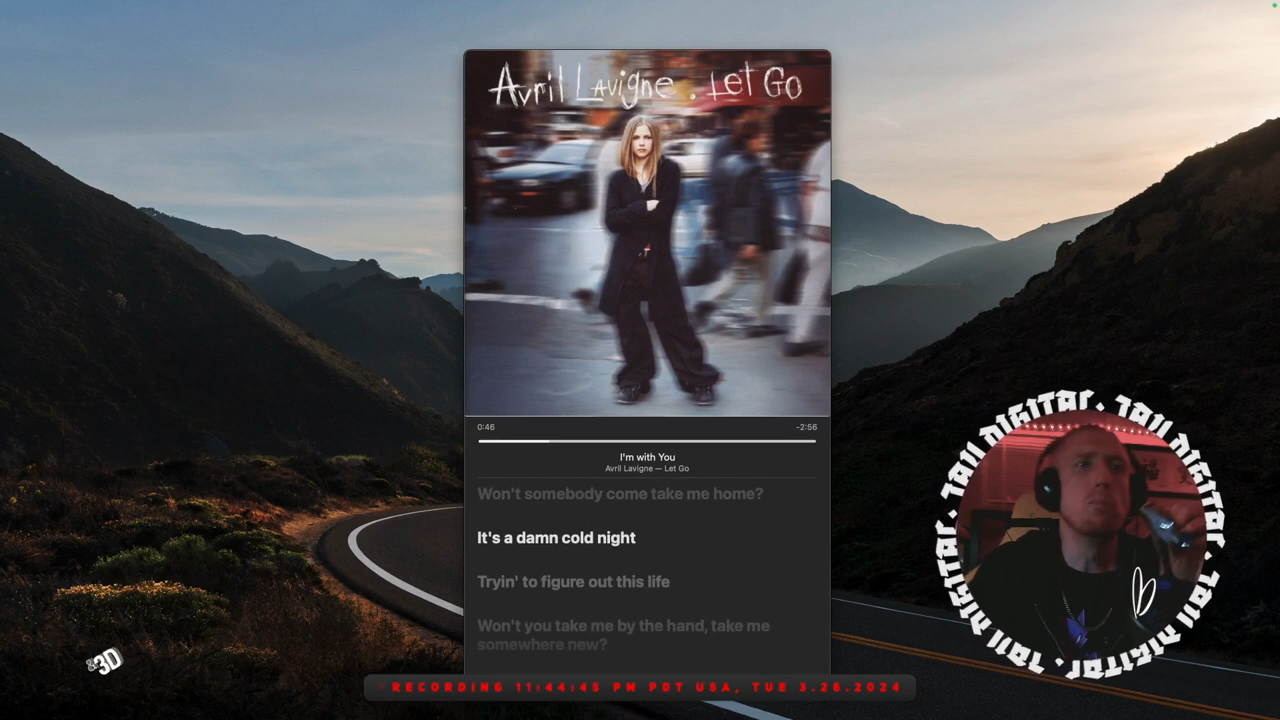 Avril Lavigne . Let Go
0:46
-2:56
I'm with You
Avril Lavigne — Let Go
Won't somebody come take me home?
It's a damn cold night
Tryin' to figure out this life
Won't you take me by the hand, take me
somewhere new?
3D
RECORDING 11:44:45 PM PDT USA, TUE 3.26.2024